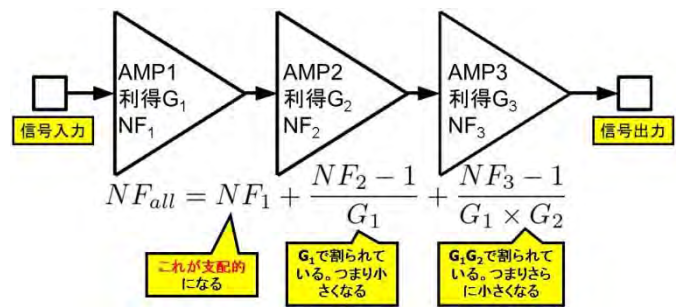 AMP1
利得G₁
NF₁
AMP2
利得G₂
NF₂
AMP3
利得G₃
NF₃
信号入力
信号出力
NF_{all} = NF₁ + \frac{NF₂ − 1}{G₁} + \frac{NF₃ − 1}{G₁ × G₂}
これが支配的
になる
G₁で割られて
いる。つまり小
さくなる
G₁G₂で割られて
いる。つまりさら
に小さくなる